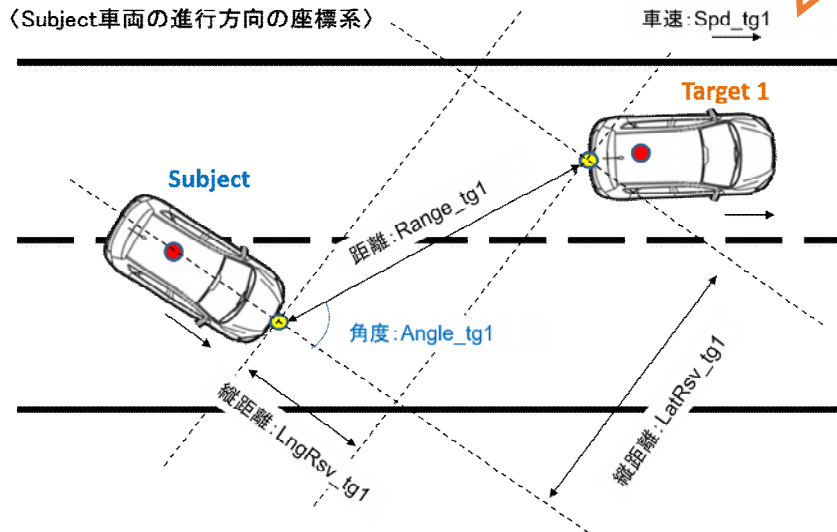 〈Subject車両の進行方向の座標系〉
車速:Spd_tg1
Target 1
Subject
距離:Range_tg1
角度:Angle_tg1
縦距離:LngRsv_tg1
縦距離:LatRsv_tg1